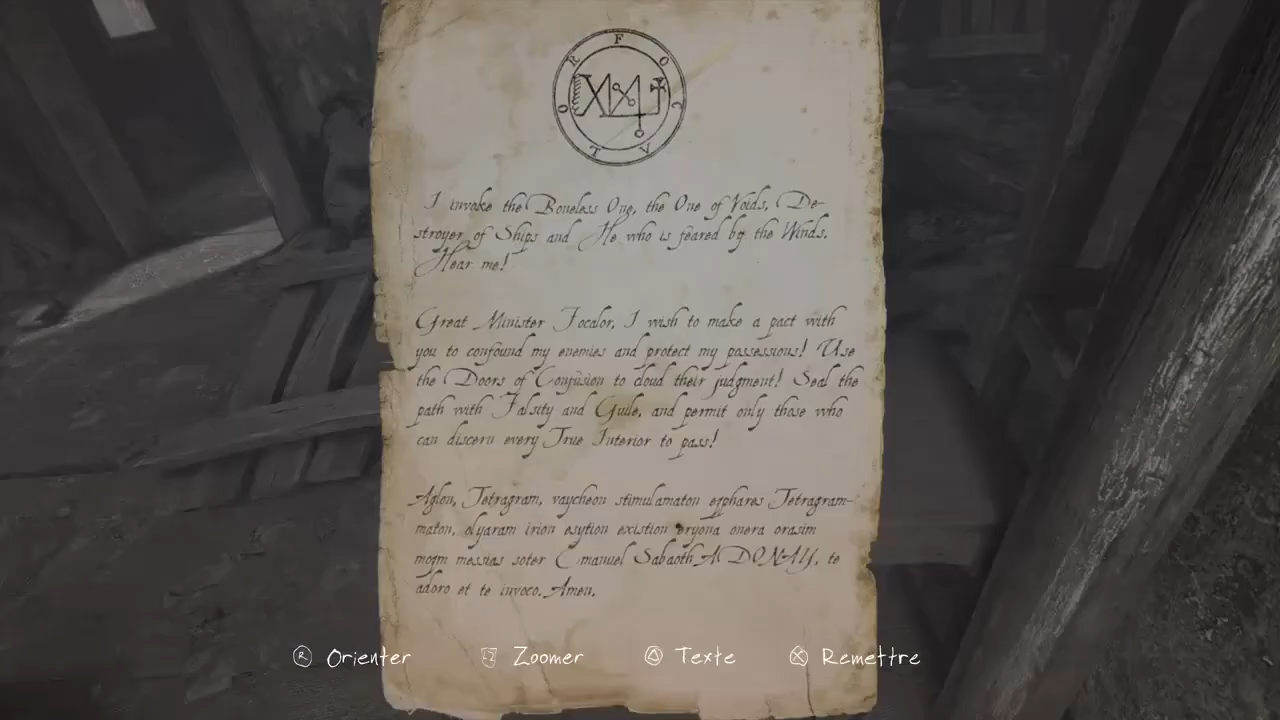 FOCVTOR
I invoke the Boneless One, the One of Voids, De-
stroyer of Ships and He who is feared by the Winds.
Hear me!
Great Minister Focalor, I wish to make a pact with
you to confound my enemies and protect my possessions! Use
the Doors of Confusion to cloud their judgment! Seal the
path with Falsity and Guile, and permit only those who
can discern every True Interior to pass!
Aglon, Tetragram, vaycheon stimulamaton ezphares Tetragram-
maton, olyaram irion esytion existion eryona onera orasim
mozm messias soter Emanuel Sabaoth ADONAY, te
adoro et te invoco. Amen.
R Orienter L2 Zoomer Texte Remettre